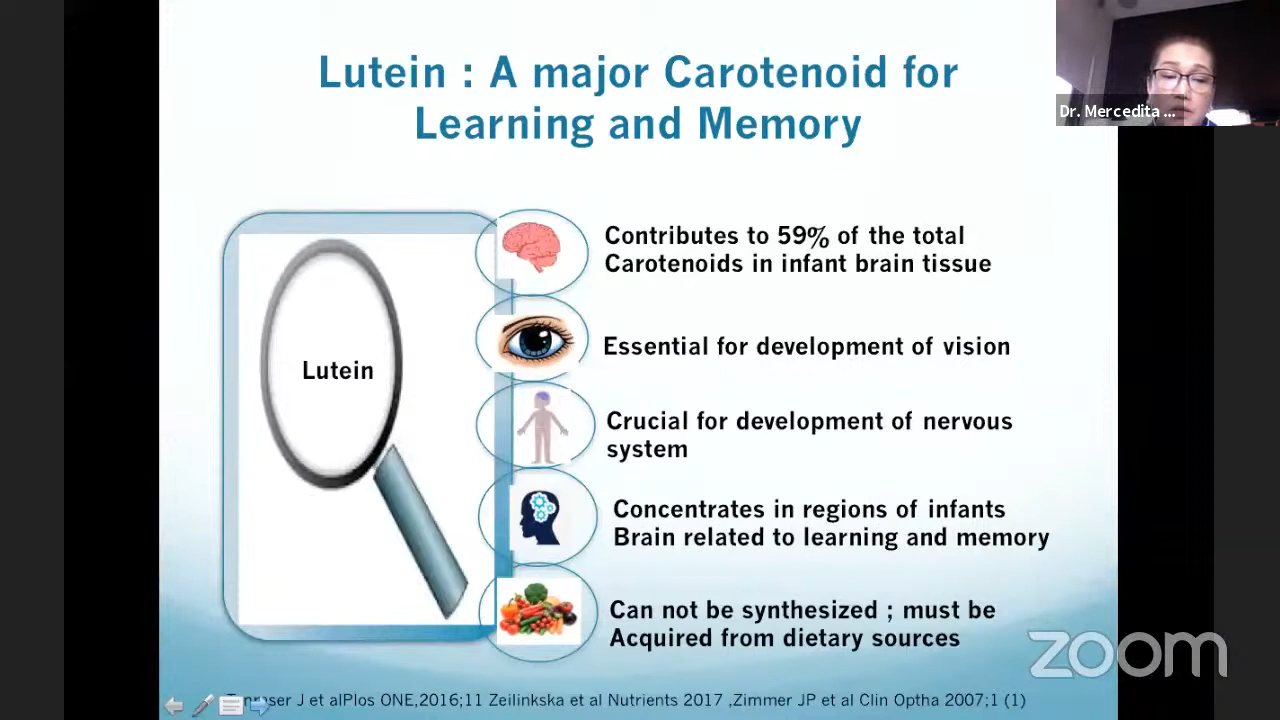 Lutein : A major Carotenoid for
Learning and Memory
Dr. Mercedita ...
Contributes to 59% of the total
Carotenoids in infant brain tissue
Essential for development of vision
Lutein
Crucial for development of nervous
system
Concentrates in regions of infants
Brain related to learning and memory
Can not be synthesized ; must be
Acquired from dietary sources
zoom
J et alPlos ONE,2016;11 Zeilinkska et al Nutrients 2017 ,Zimmer JP et al Clin Optha 2007;1 (1)